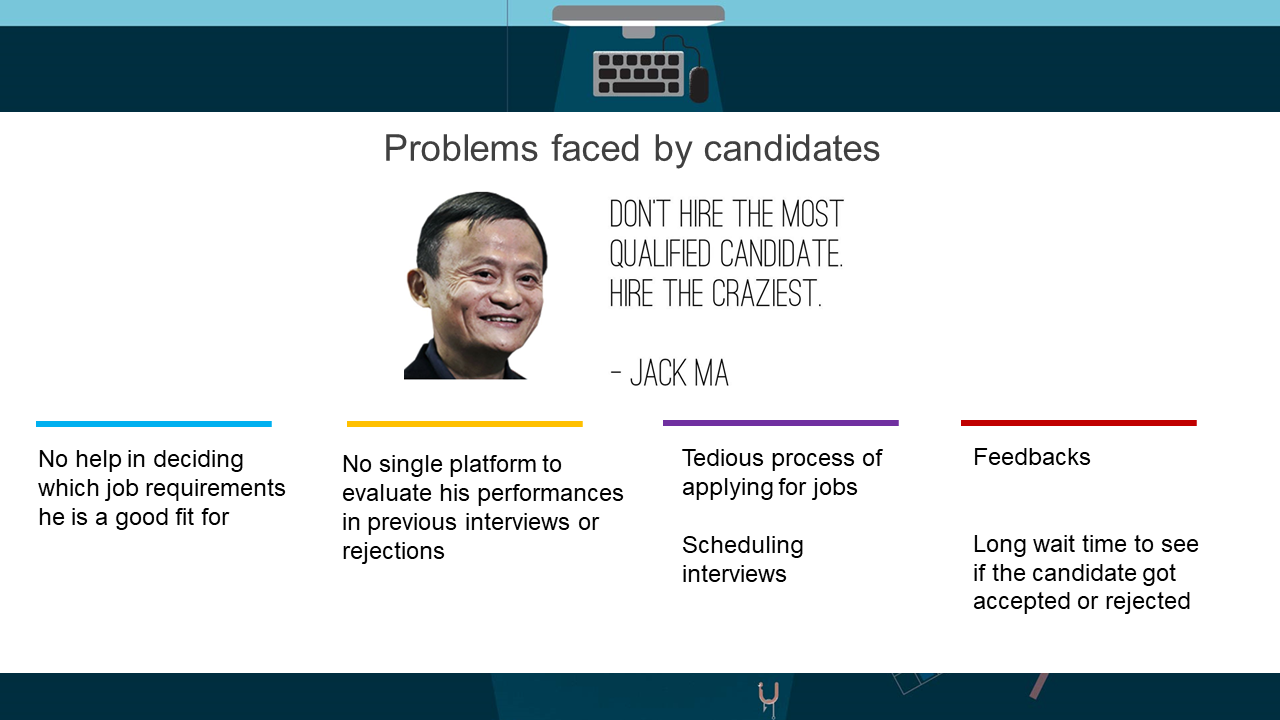 Problems faced by candidates
DON'T HIRE THE MOST
QUALIFIED CANDIDATE.
HIRE THE CRAZIEST.
- JACK MA
No help in deciding
which job requirements
he is a good fit for
No single platform to
evaluate his performances
in previous interviews or
rejections
Tedious process of
applying for jobs
Scheduling
interviews
Feedbacks
Long wait time to see
if the candidate got
accepted or rejected